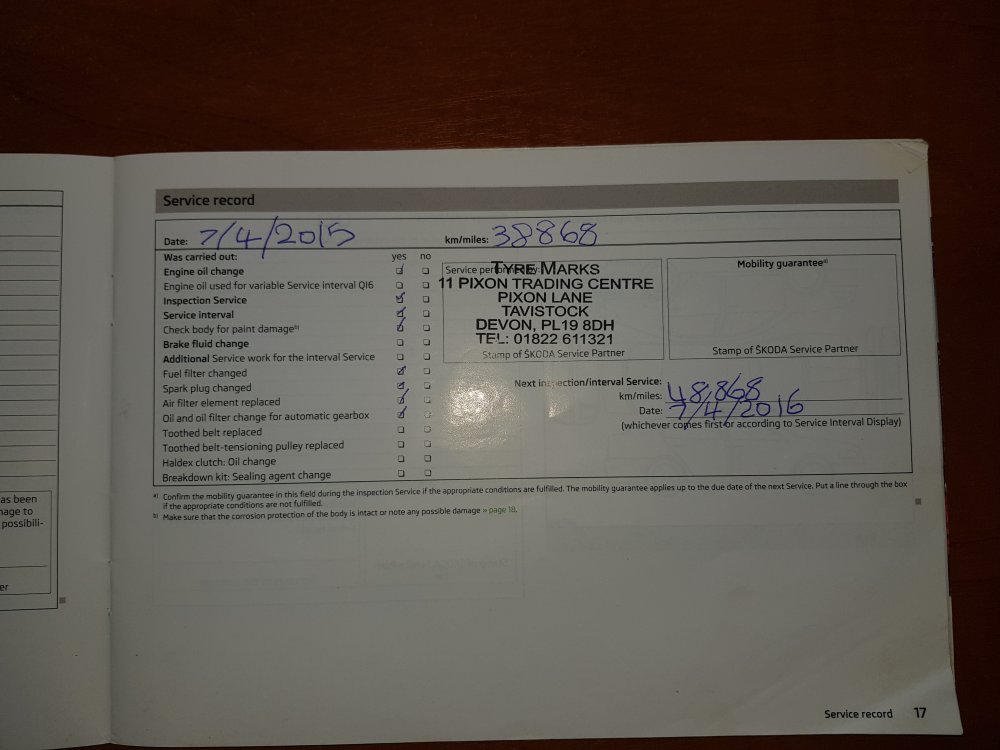 Service record
Date: 7/4/2015 km/miles: 38868
Was carried out: yes no
Engine oil change
Engine oil used for variable Service interval QI6
Inspection Service
Service interval
Check body for paint damage b)
Brake fluid change
Additional Service work for the interval Service
Fuel filter changed
Spark plug changed
Air filter element replaced
Oil and oil filter change for automatic gearbox
Toothed belt replaced
Toothed belt-tensioning pulley replaced
Haldex clutch: Oil change
Breakdown kit: Sealing agent change
Service performed by:
TYRE MARKS
11 PIXON TRADING CENTRE
PIXON LANE
TAVISTOCK
DEVON, PL19 8DH
TEL: 01822 611321
Stamp of ŠKODA Service Partner
Mobility guarantee a)
Stamp of ŠKODA Service Partner
Next inspection/interval Service:
km/miles: 48,868
Date: 7/4/2016
(whichever comes first or according to Service Interval Display)
a) Confirm the mobility guarantee in this field during the inspection Service if the appropriate conditions are fulfilled. The mobility guarantee applies up to the due date of the next Service. Put a line through the box
if the appropriate conditions are not fulfilled.
b) Make sure that the corrosion protection of the body is intact or note any possible damage » page 18.
as been
nage to
possibili-
er
Service record 17